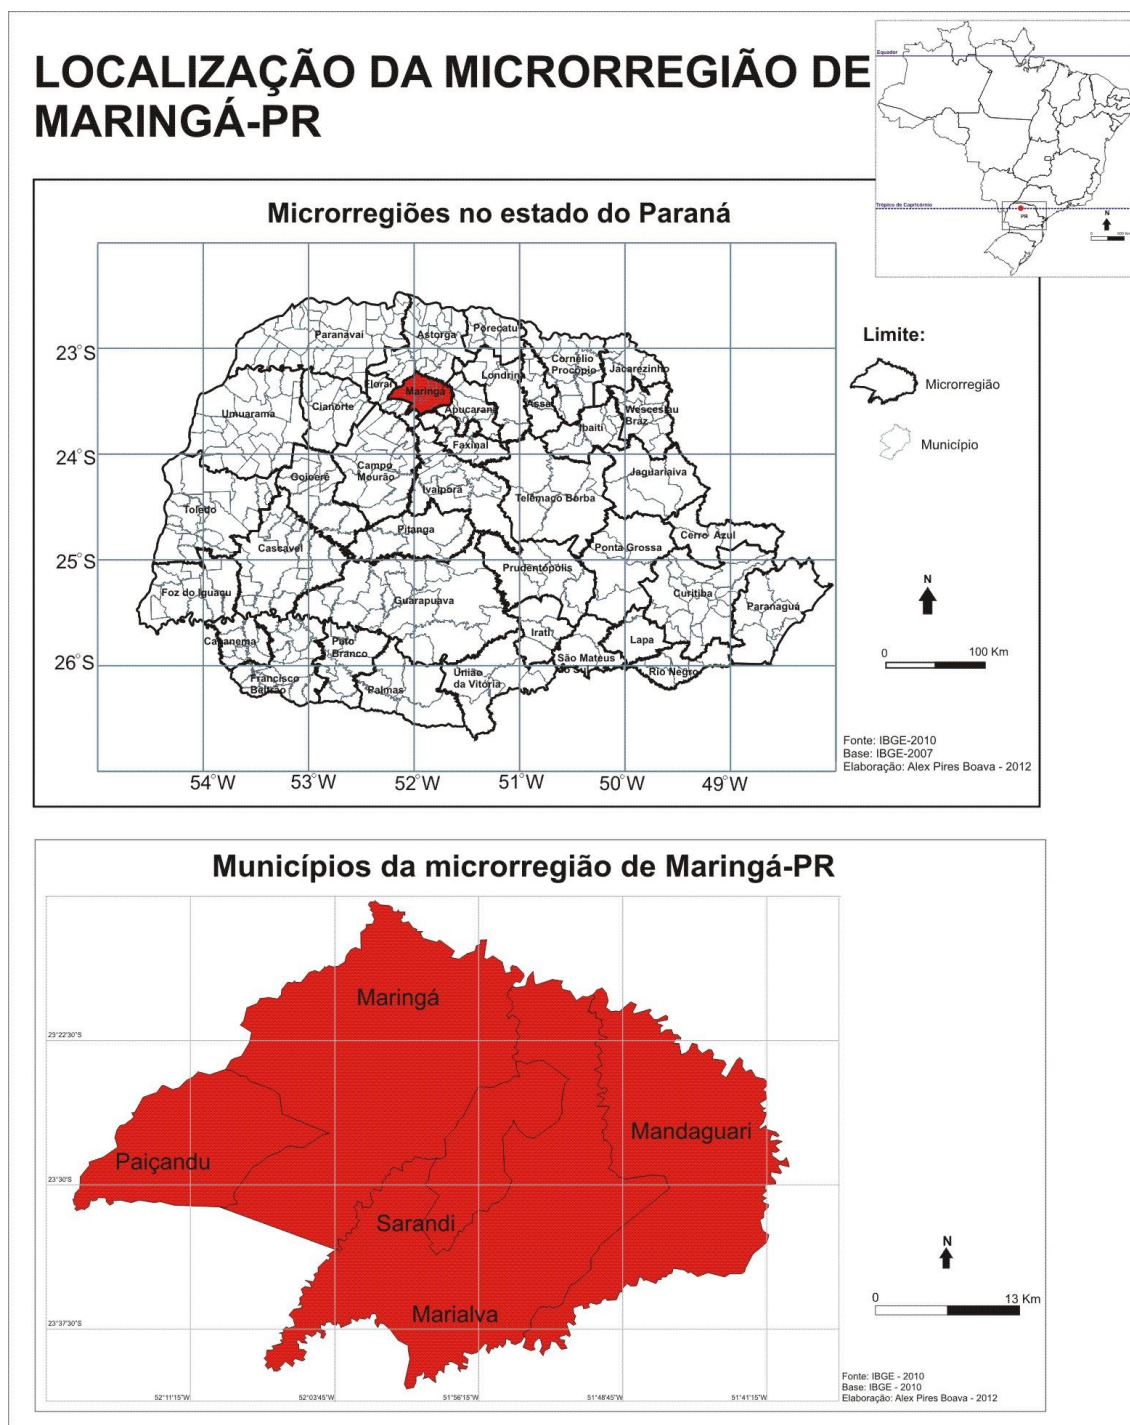 LOCALIZAÇÃO DA MICRORREGIÃO DE
MARINGÁ-PR
Equador
Trópico de Capricórnio
PR
N
0 500 Km
Microrregiões no estado do Paraná
23°S
24°S
25°S
26°S
54°W 53°W 52°W 51°W 50°W 49°W
Paranavaí
Astorga
Porecatu
Floraí
Maringá
Londrina
Cornélio
Procópio
Jacarezinho
Umuarama
Cianorte
Apucarana
Assaí
Wesceslau
Braz
Ibaiti
Faxinal
Goioerê
Campo
Mourão
Ivaiporã
Telêmaco Borba
Jaguariaiva
Toledo
Cascavel
Pitanga
Ponta Grossa
Cerro Azul
Foz do Iguaçu
Prudentópolis
Guarapuava
Curitiba
Paranaguá
Capanema
Pato
Branco
Irati
Lapa
São Mateus
do Sul
Rio Negro
Francisco
Beltrão
Palmas
União
da Vitória
Limite:
Microrregião
Município
N
0 100 Km
Fonte: IBGE-2010
Base: IBGE-2007
Elaboração: Alex Pires Boava - 2012
Municípios da microrregião de Maringá-PR
Maringá
23°22'30"S
Mandaguari
Paiçandu
23°30'S
Sarandi
Marialva
23°37'30"S
52°11'15"W 52°03'45"W 51°56'15"W 51°48'45"W 51°41'15"W
N
0 13 Km
Fonte: IBGE - 2010
Base: IBGE - 2010
Elaboração: Alex Pires Boava - 2012